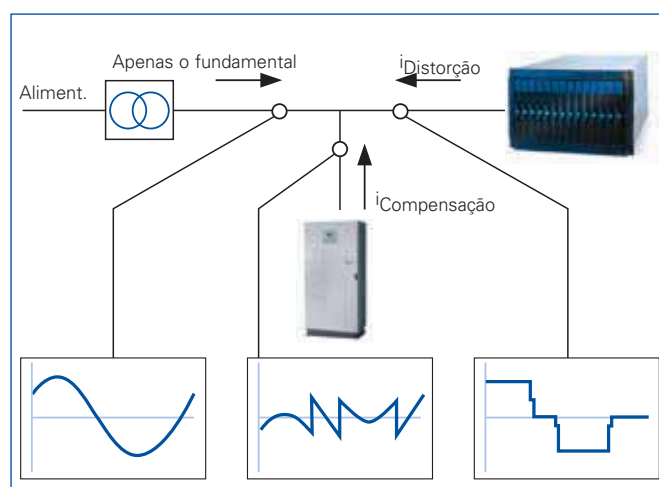 Apenas o fundamental
iDistorção
Aliment.
iCompensação